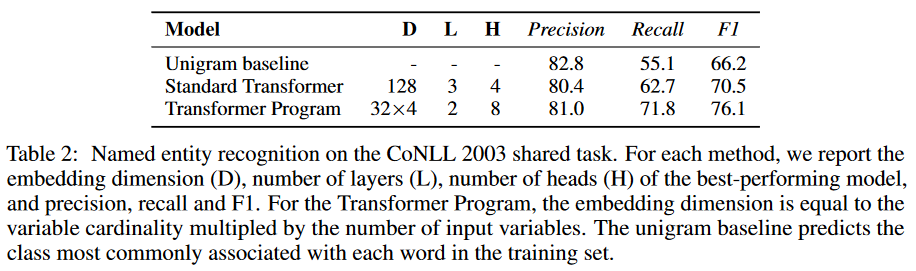 Model D L H Precision Recall F1
Unigram baseline - - - 82.8 55.1 66.2
Standard Transformer 128 3 4 80.4 62.7 70.5
Transformer Program 32×4 2 8 81.0 71.8 76.1
Table 2: Named entity recognition on the CoNLL 2003 shared task. For each method, we report the
embedding dimension (D), number of layers (L), number of heads (H) of the best-performing model,
and precision, recall and F1. For the Transformer Program, the embedding dimension is equal to the
variable cardinality multipled by the number of input variables. The unigram baseline predicts the
class most commonly associated with each word in the training set.